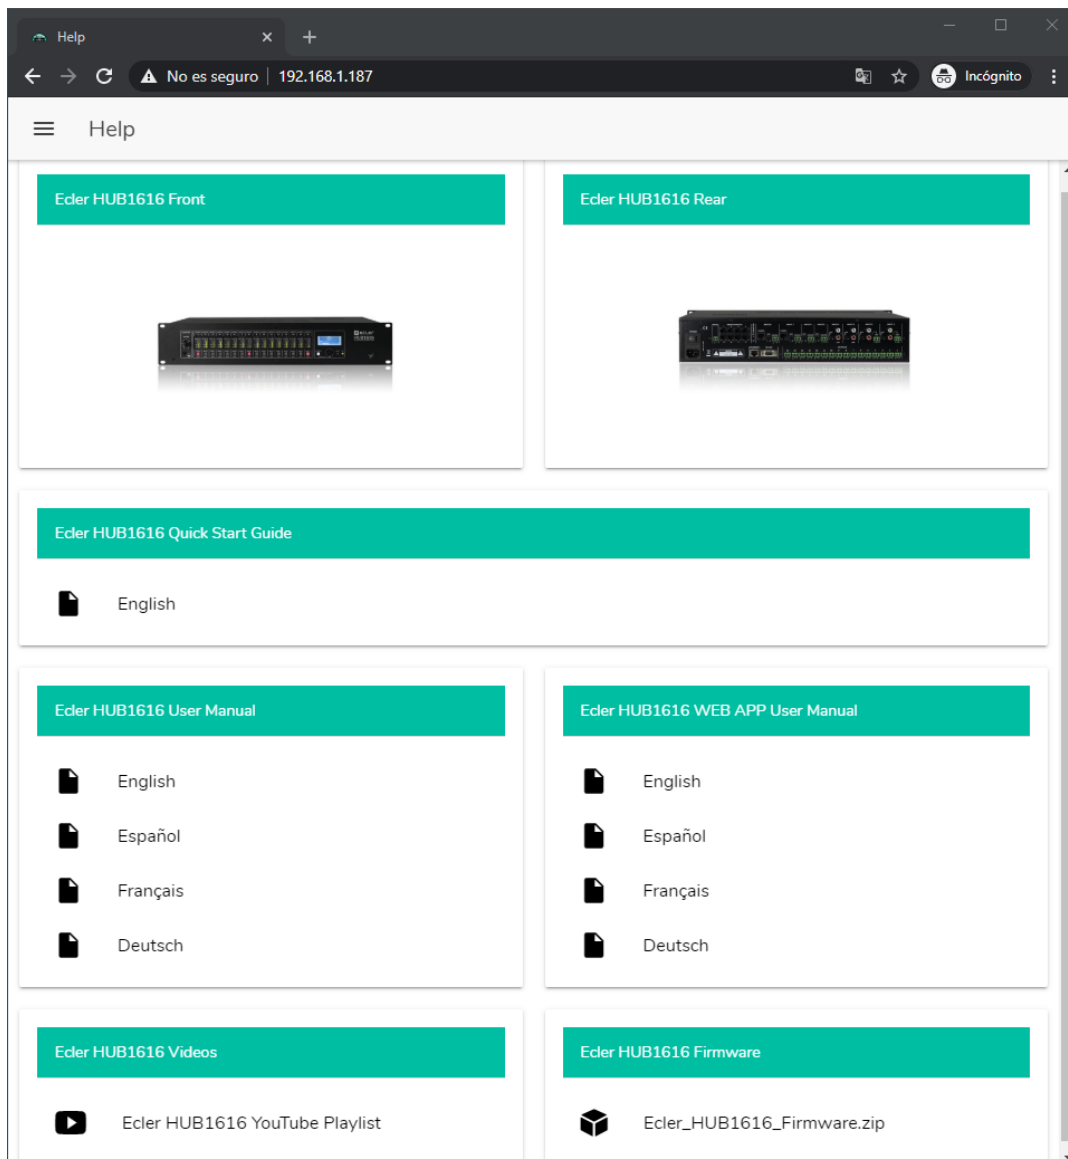 Help
No es seguro
192.168.1.187
Incógnito
Help
Ecler HUB1616 Front
Ecler HUB1616 Rear
ECLER
Ecler HUB1616 Quick Start Guide
English
Ecler HUB1616 User Manual
English
Español
Français
Deutsch
Ecler HUB1616 WEB APP User Manual
English
Español
Français
Deutsch
Ecler HUB1616 Videos
Ecler HUB1616 YouTube Playlist
Ecler HUB1616 Firmware
Ecler_HUB1616_Firmware.zip